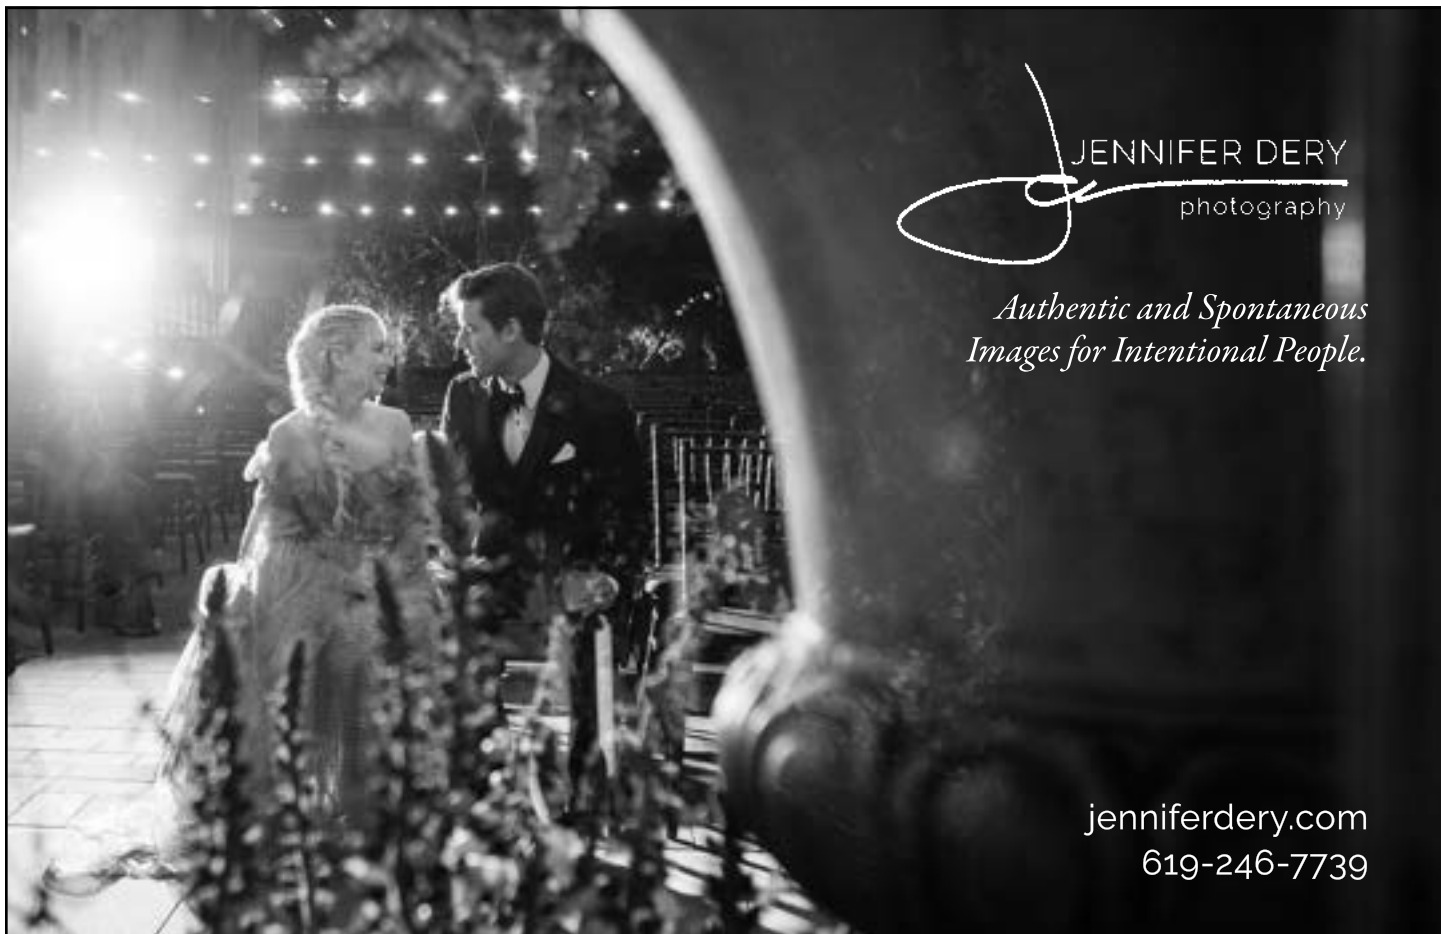 JENNIFER DERY
photography
Authentic and Spontaneous
Images for Intentional People.
jenniferdery.com
619-246-7739